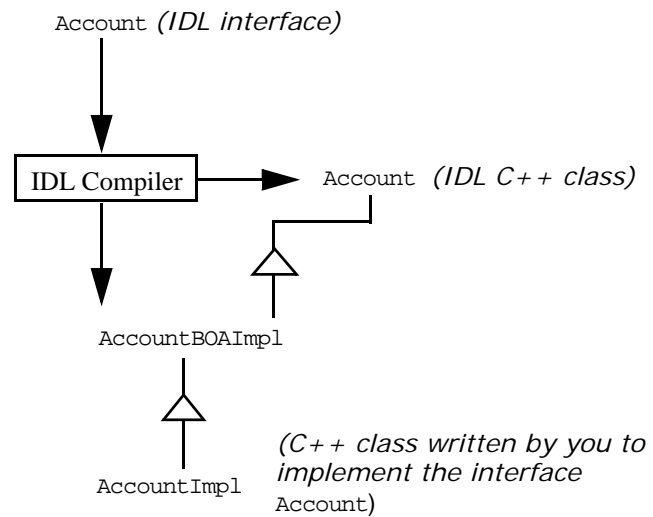 Account (IDL interface)
IDL Compiler
Account (IDL C++ class)
AccountBOAImpl
(C++ class written by you to
implement the interface
Account)
AccountImpl